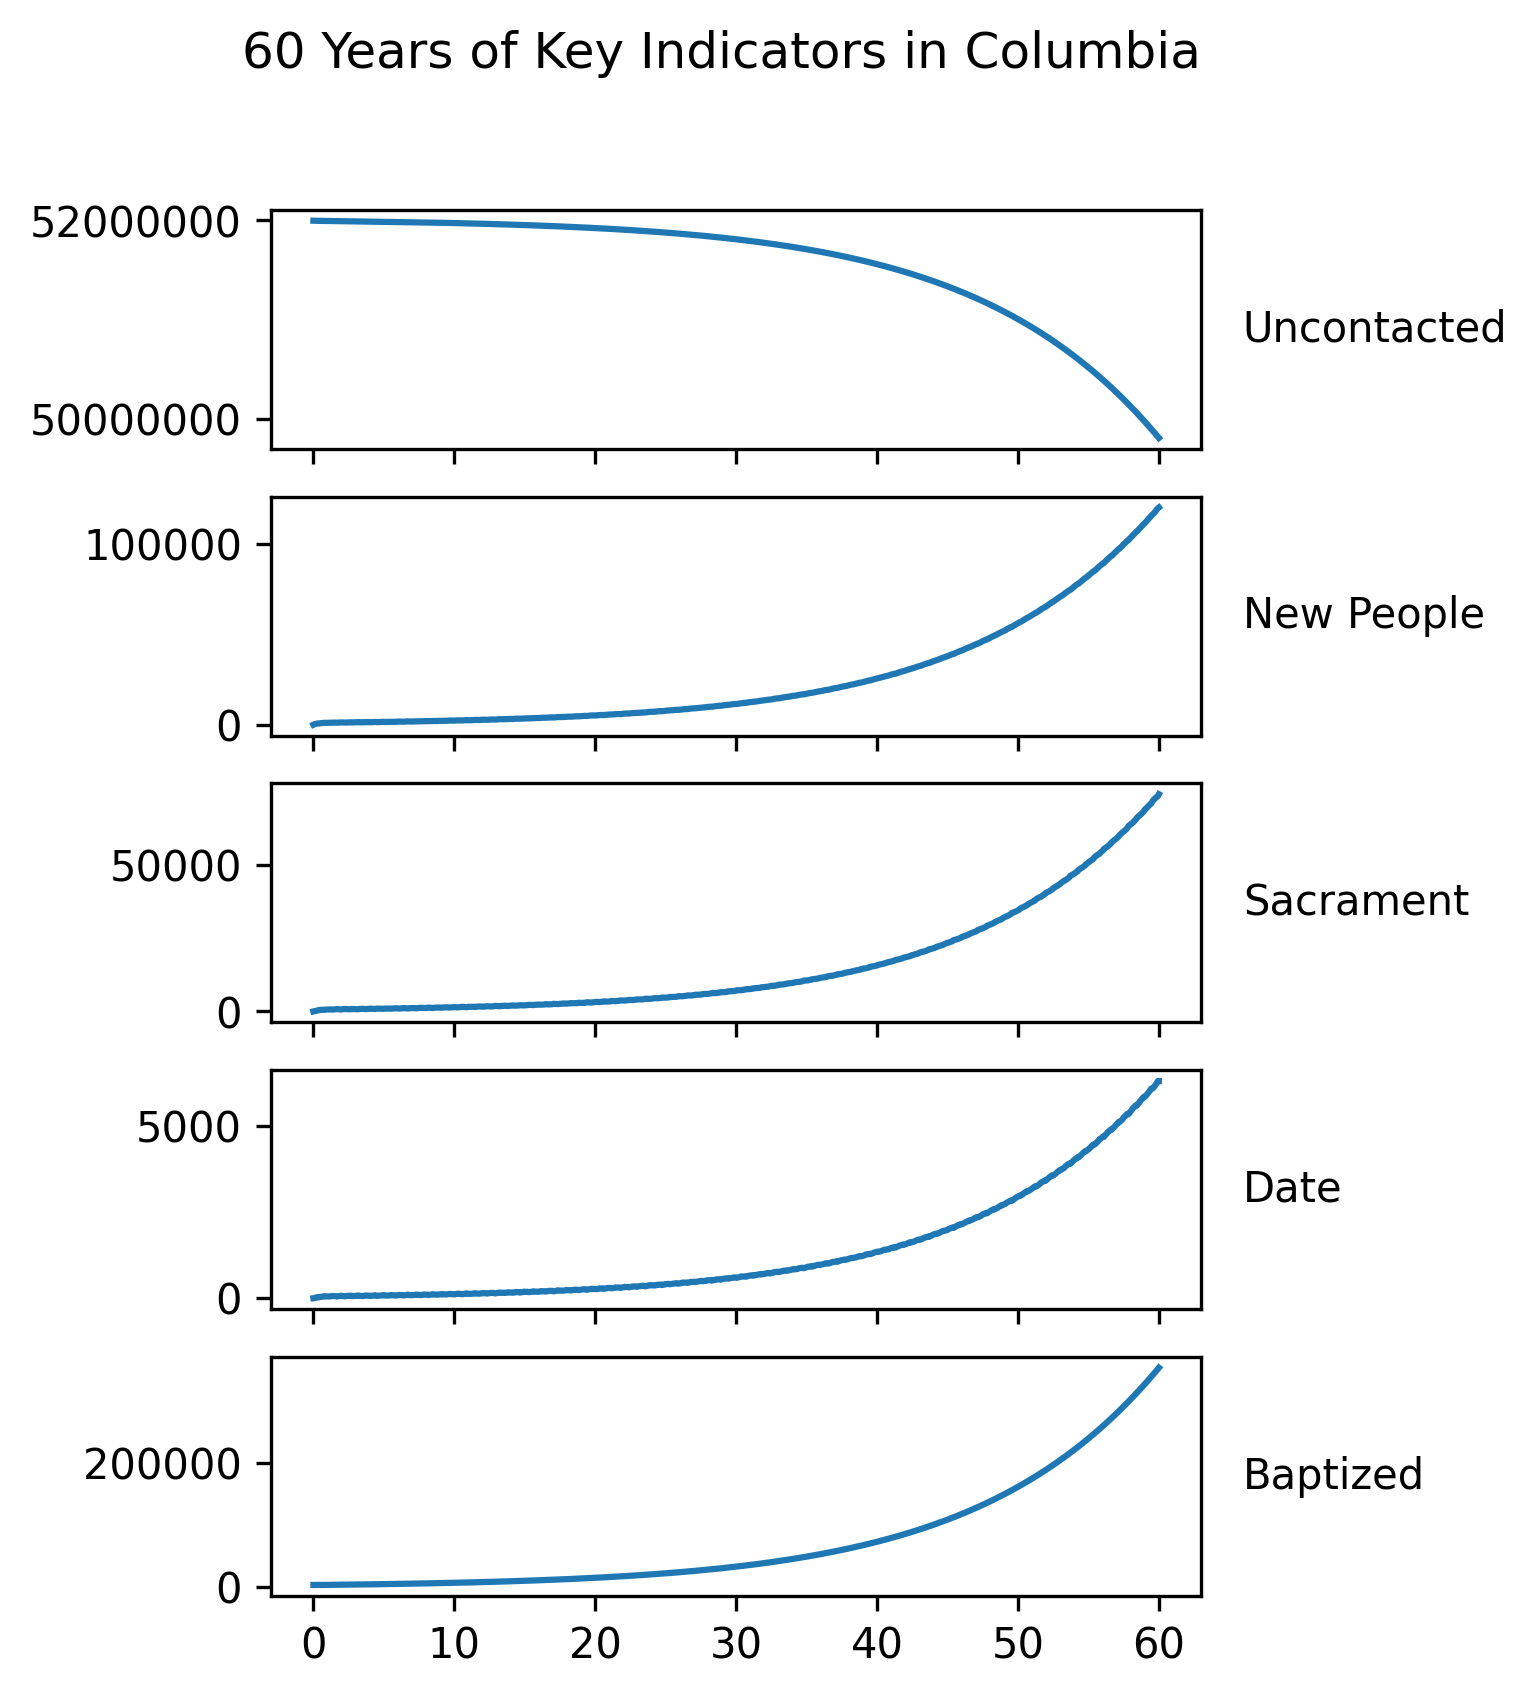 60 Years of Key Indicators in Columbia
52000000
50000000
Uncontacted
100000
0
New People
50000
0
Sacrament
5000
0
Date
200000
0
Baptized
0 10 20 30 40 50 60